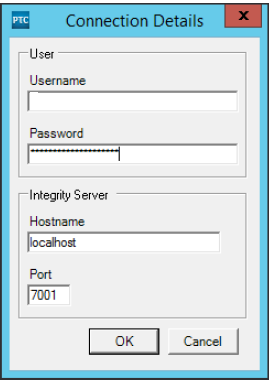 PTC Connection Details x
User
Username
Password
********************
Integrity Server
Hostname
localhost
Port
7001
OK Cancel